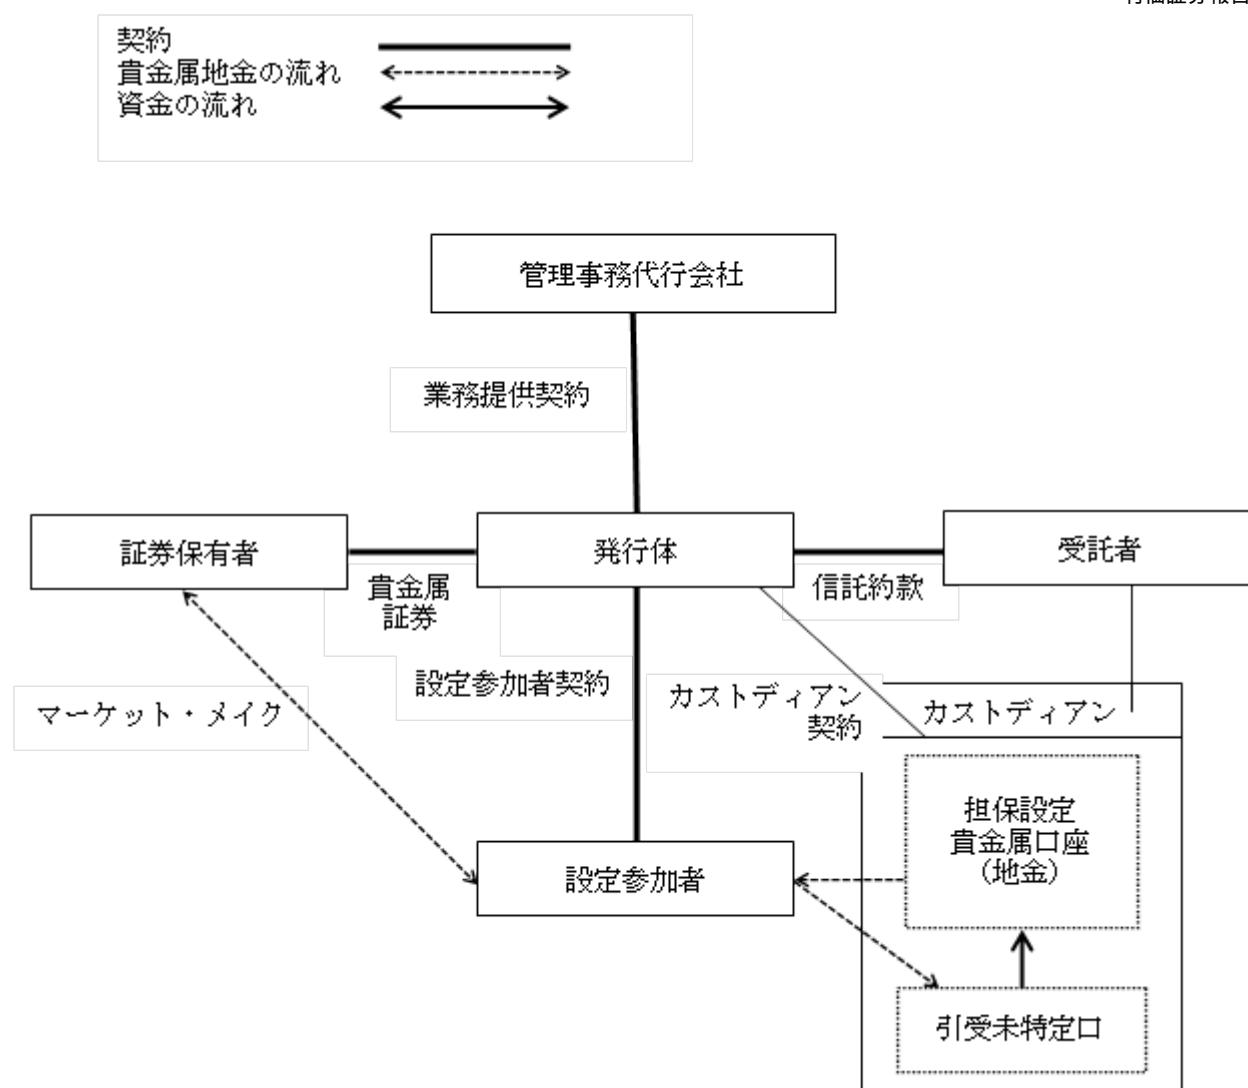 有価証券報告
契約
貴金属地金の流れ
資金の流れ
管理事務代行会社
業務提供契約
証券保有者
発行体
受託者
貴金属
証券
信託約款
設定参加者契約
カストディアン
契約
カストディアン
マーケット・メイク
担保設定
貴金属口座
(地金)
設定参加者
引受未特定口